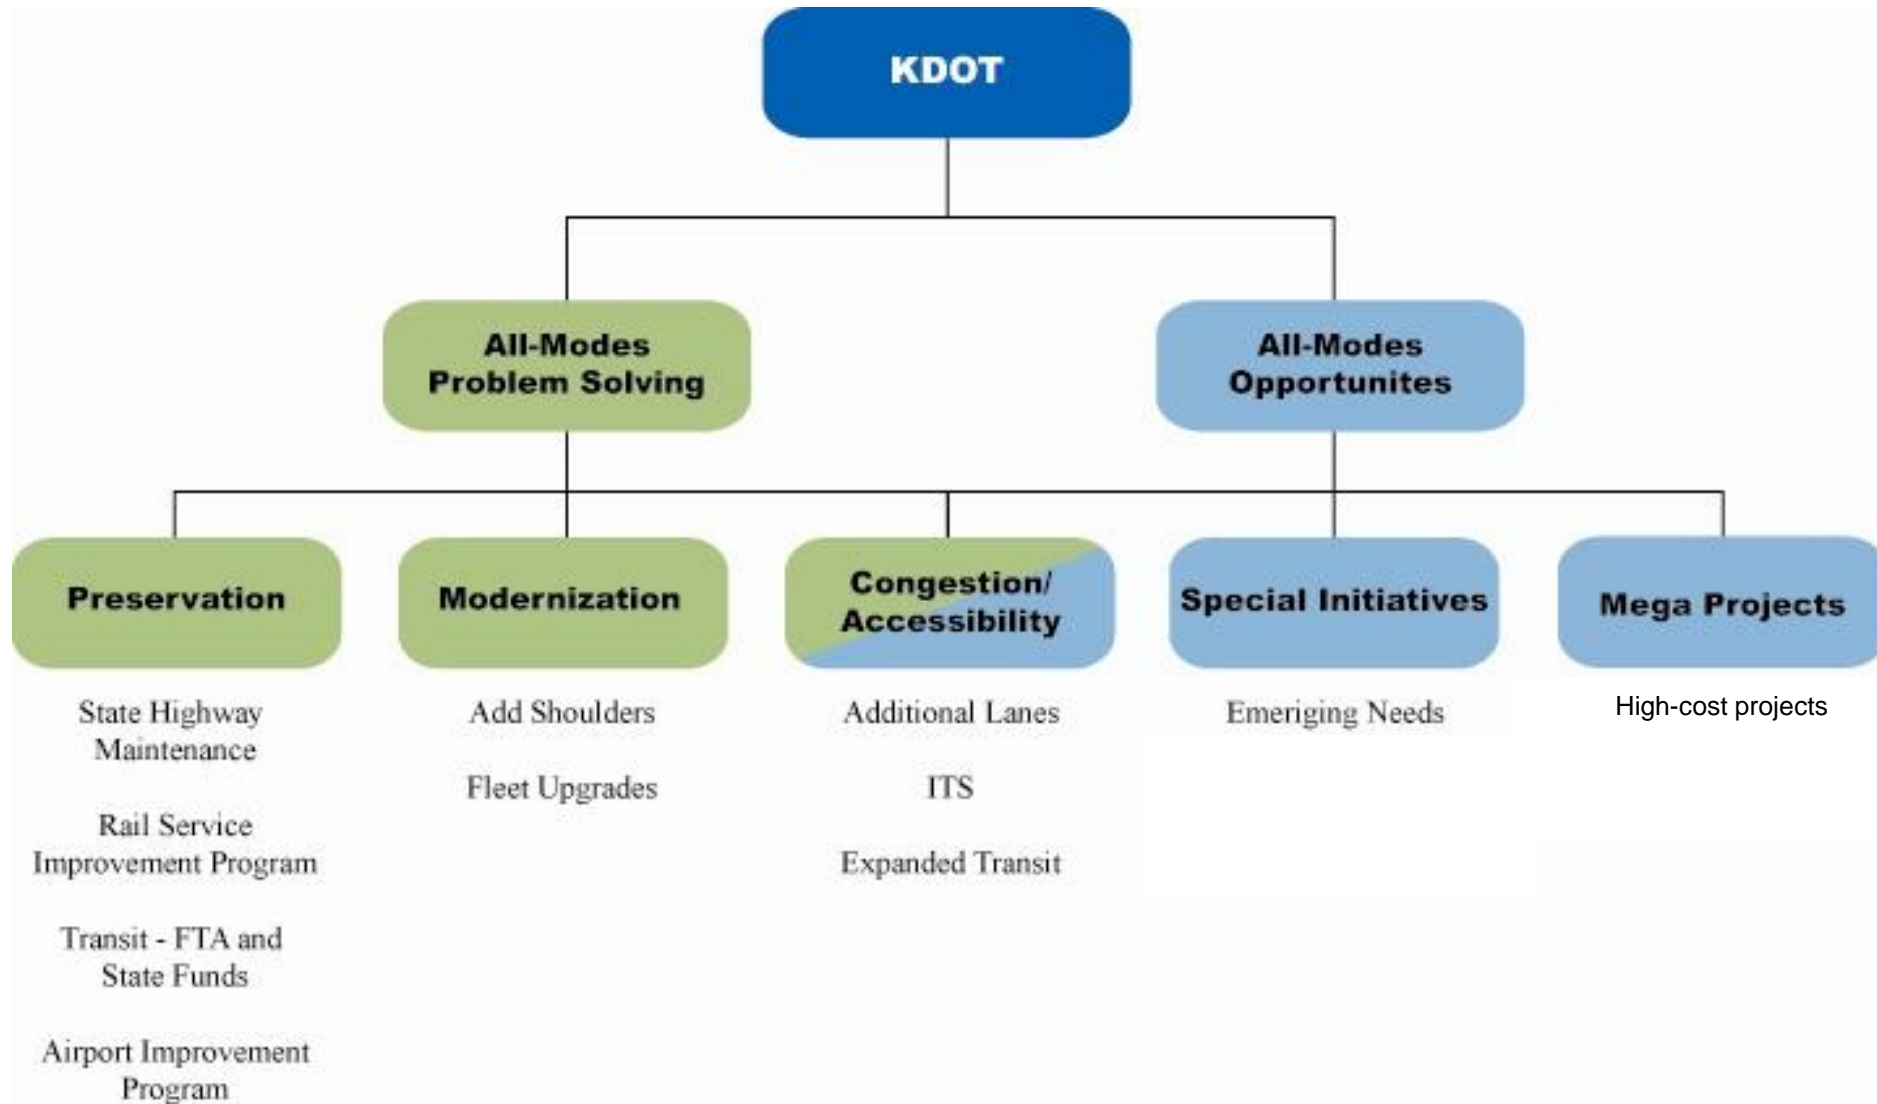 KDOT
All-Modes
Problem Solving
All-Modes
Opportunites
Preservation
Modernization
Congestion/
Accessibility
Special Initiatives
Mega Projects
State Highway
Maintenance
Rail Service
Improvement Program
Transit - FTA and
State Funds
Airport Improvement
Program
Add Shoulders
Fleet Upgrades
Additional Lanes
ITS
Expanded Transit
Emeriging Needs
High-cost projects